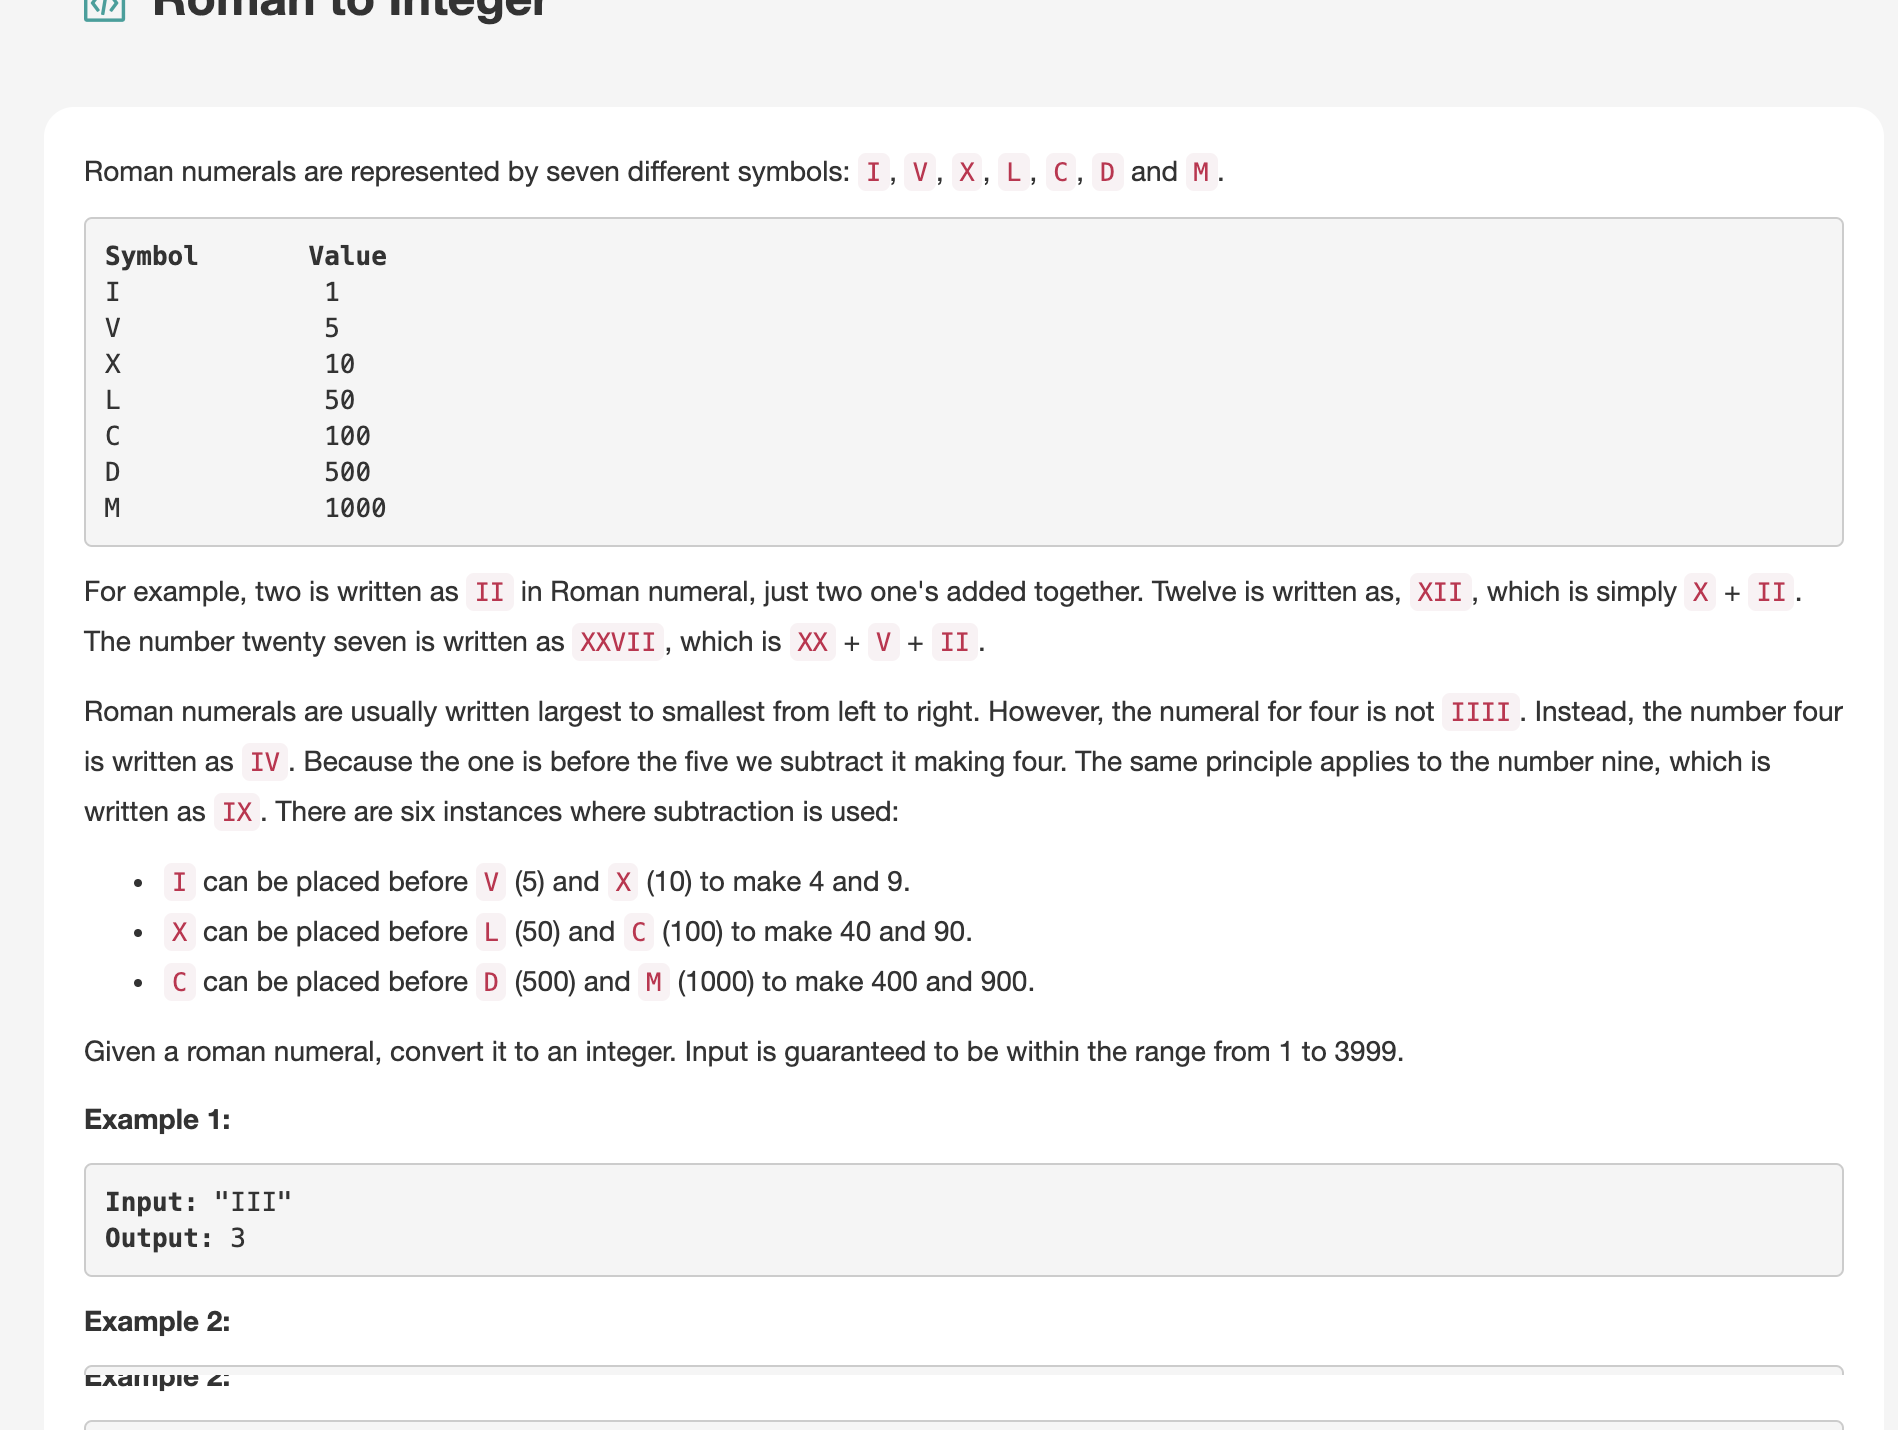 Roman to Integer
Roman numerals are represented by seven different symbols: I, V, X, L, C, D and M.
Symbol Value
I 1
V 5
X 10
L 50
C 100
D 500
M 1000
For example, two is written as II in Roman numeral, just two one's added together. Twelve is written as, XII, which is simply X + II.
The number twenty seven is written as XXVII, which is XX + V + II.
Roman numerals are usually written largest to smallest from left to right. However, the numeral for four is not IIII. Instead, the number four
is written as IV. Because the one is before the five we subtract it making four. The same principle applies to the number nine, which is
written as IX. There are six instances where subtraction is used:
• I can be placed before V (5) and X (10) to make 4 and 9.
• X can be placed before L (50) and C (100) to make 40 and 90.
• C can be placed before D (500) and M (1000) to make 400 and 900.
Given a roman numeral, convert it to an integer. Input is guaranteed to be within the range from 1 to 3999.
Example 1:
Input: "III"
Output: 3
Example 2:
Example 2: